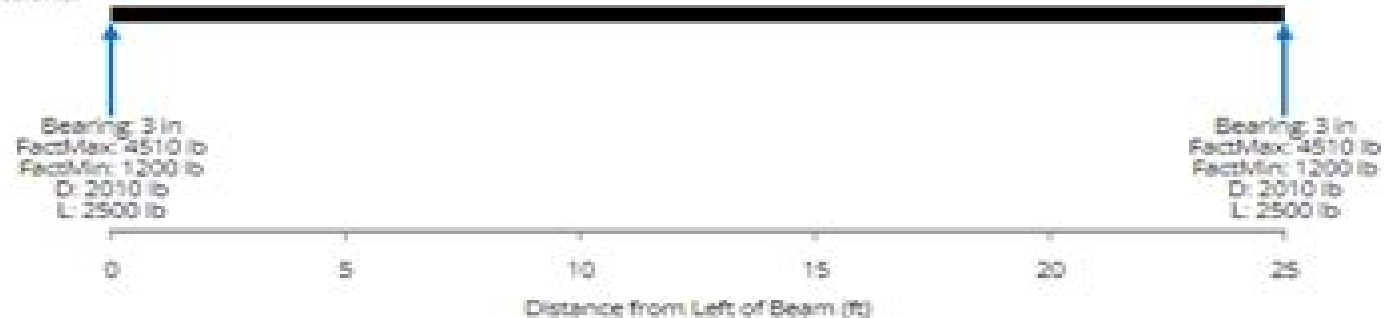 Bearing: 3 in
FactMax: 4510 lb
FactMin: 1200 lb
D: 2010 lb
L: 2500 lb
Bearing: 3 in
FactMax: 4510 lb
FactMin: 1200 lb
D: 2010 lb
L: 2500 lb
0 5 10 15 20 25
Distance from Left of Beam (ft)